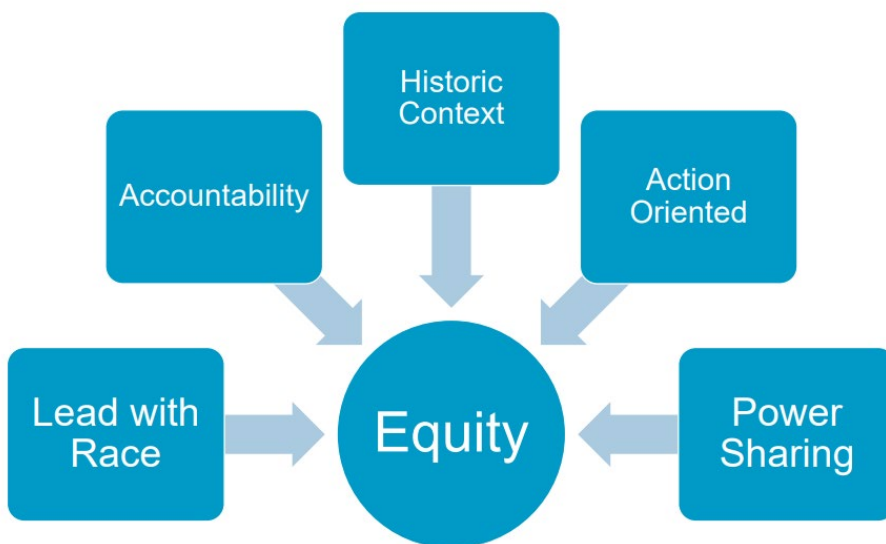 Historic
Context
Accountability
Action
Oriented
Lead with
Race
Equity
Power
Sharing